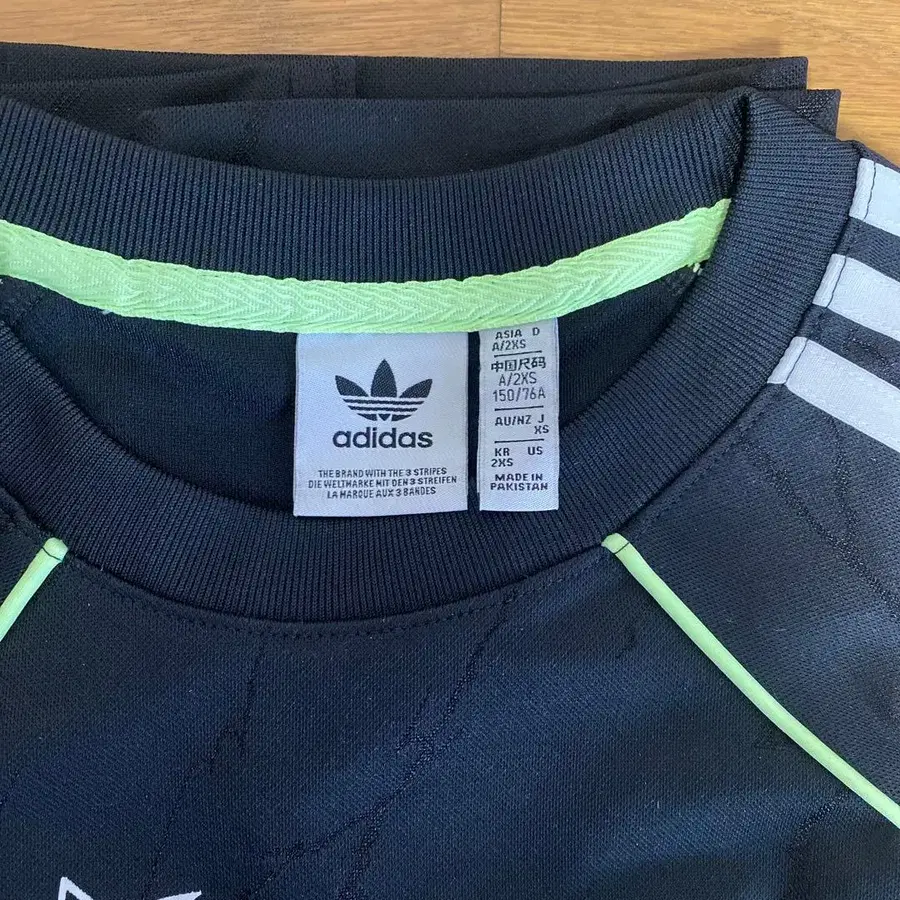 adidas
THE BRAND WITH THE 3 STRIPES
DIE WELTMARKE MIT DEN 3 STREIFEN
LA MARQUE AUX 3 BANDES
ASIA D
A/2XS
中国尺码
A/2XS
150/76A
AU/NZ J
XS
KR US
2XS
MADE IN
PAKISTAN